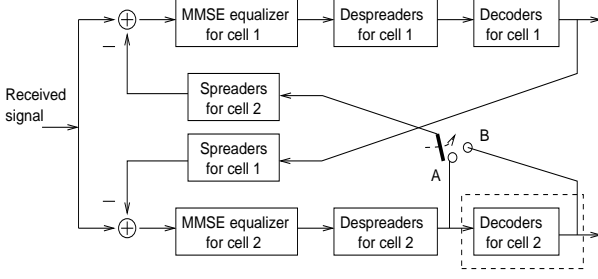 MMSE equalizer
for cell 1
Despreaders
for cell 1
Decoders
for cell 1
Spreaders
for cell 2
Received
signal
Spreaders
for cell 1
B
A
MMSE equalizer
for cell 2
Despreaders
for cell 2
Decoders
for cell 2